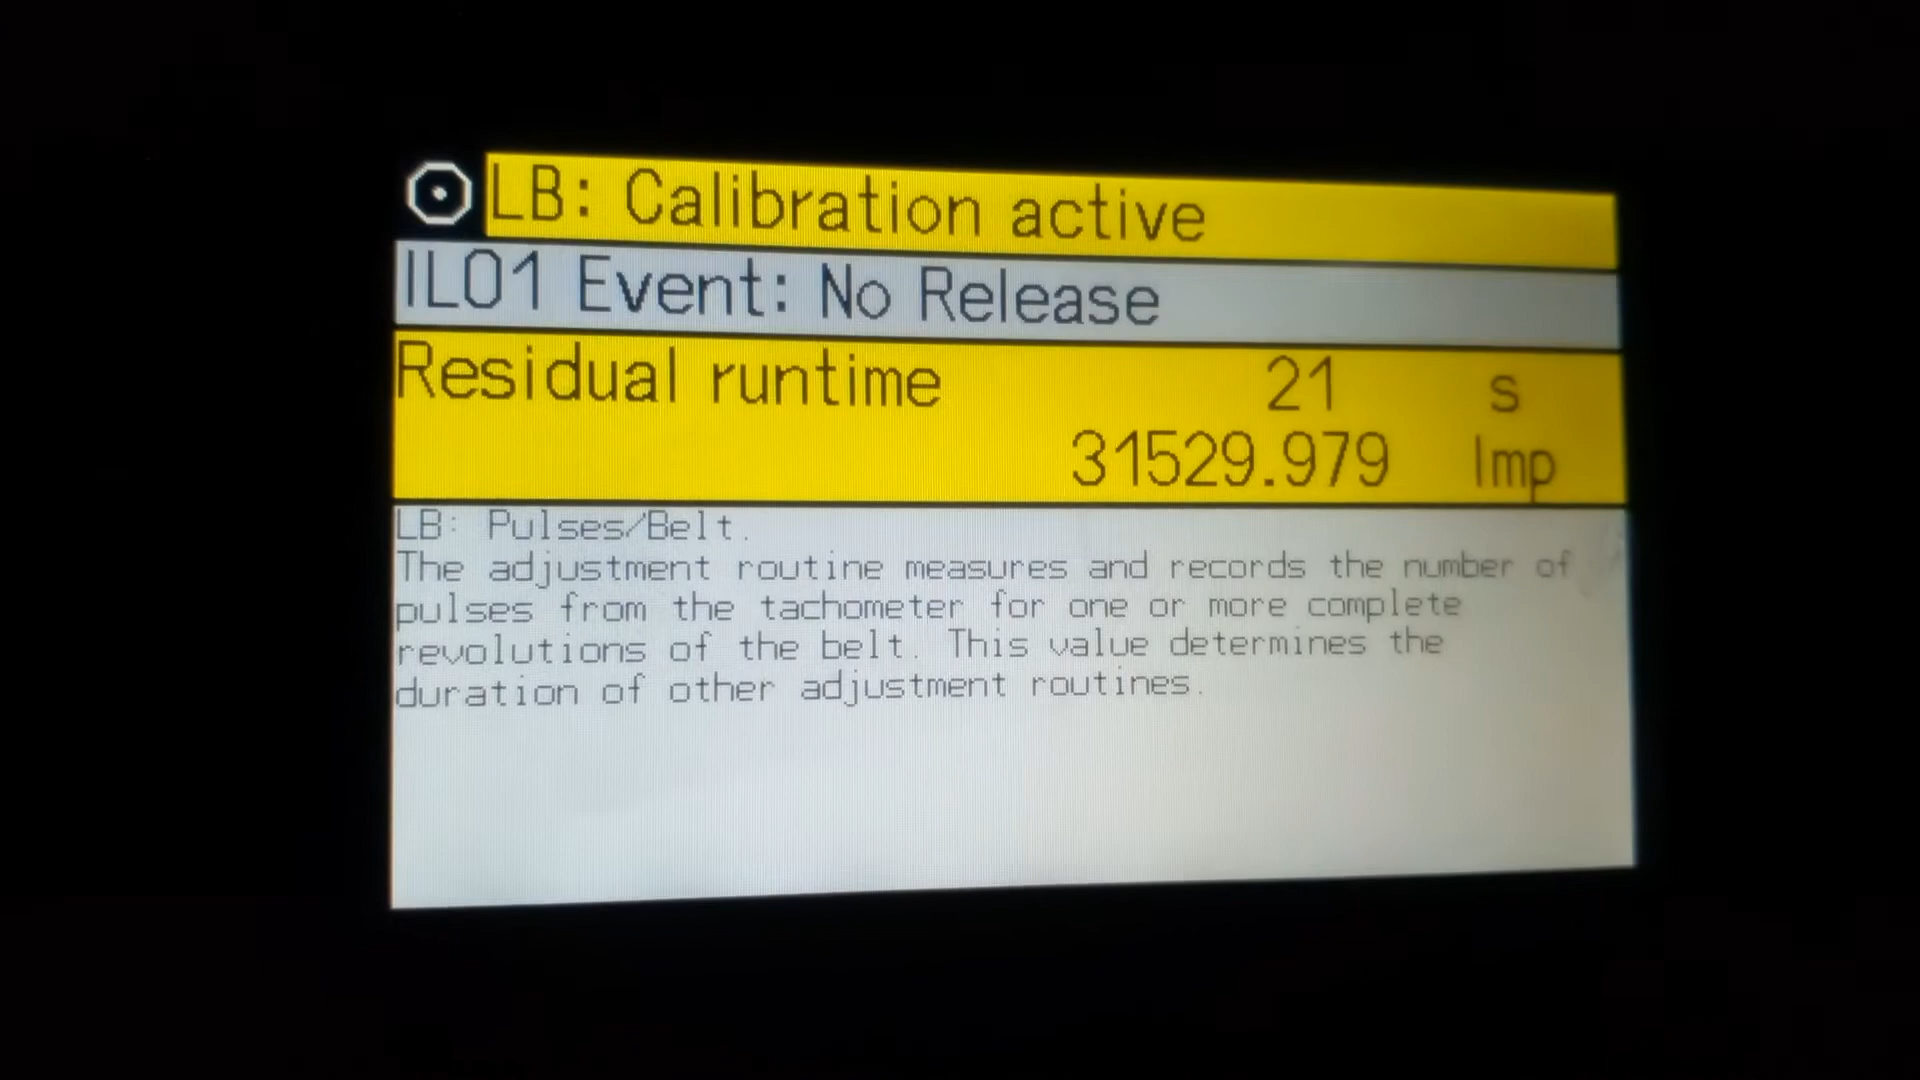 LB: Calibration active
IL01 Event: No Release
Residual runtime 21 s
31529.979 Imp
LB: Pulses/Belt.
The adjustment routine measures and records the number of
pulses from the tachometer for one or more complete
revolutions of the belt. This value determines the
duration of other adjustment routines.